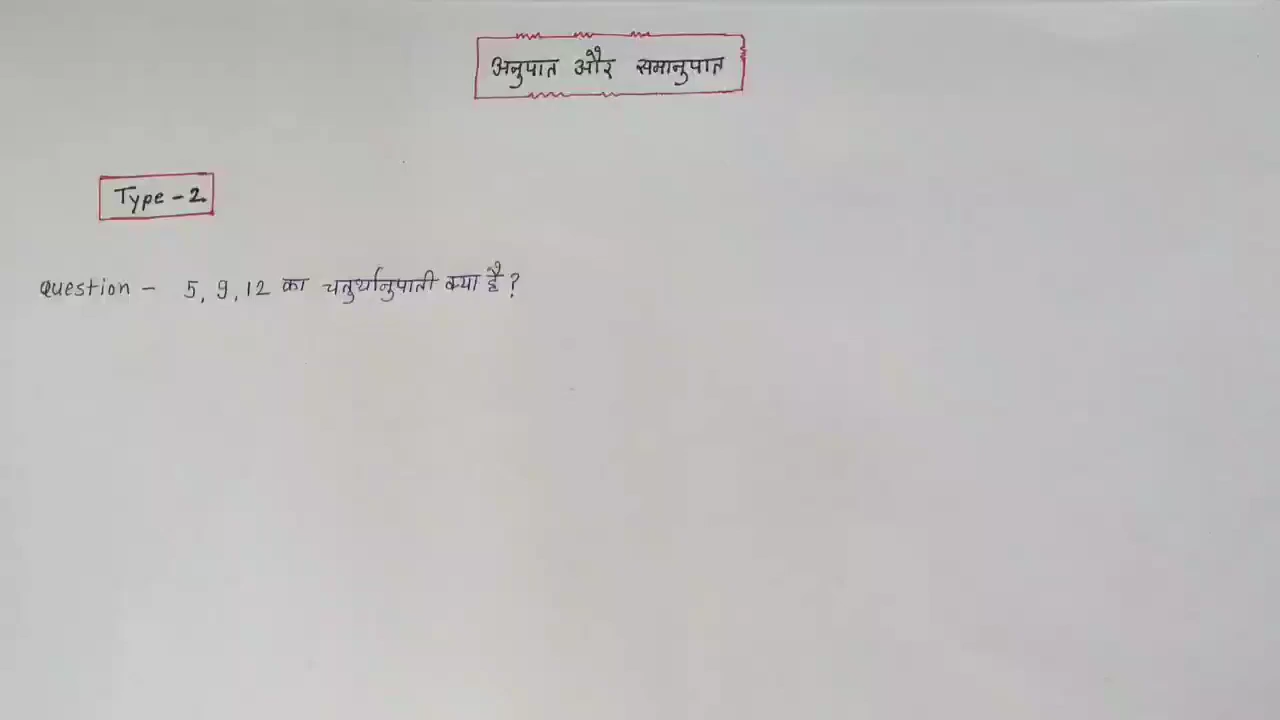 अनुपात और समानुपात
Type - 2
Question - 5, 9, 12 का चतुर्थानुपाती क्या है ?